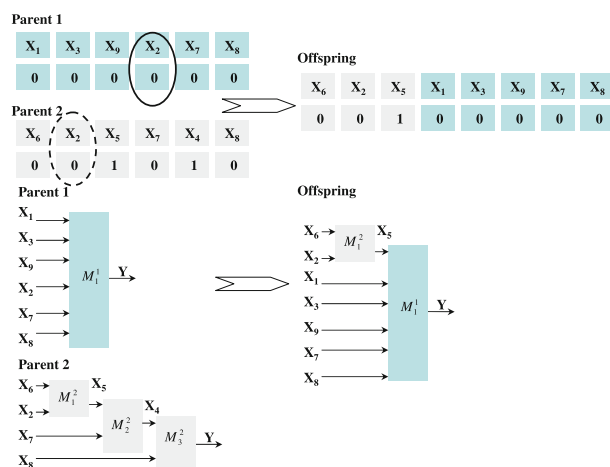 Parent 1
X₁ X₃ X₉ X₂ X₇ X₈
0 0 0 0 0 0
Parent 2
X₆ X₂ X₅ X₇ X₄ X₈
0 0 1 0 1 0
Offspring
X₆ X₂ X₅ X₁ X₃ X₉ X₇ X₈
0 0 1 0 0 0 0 0
Parent 1
X₁
X₃
X₉
X₂
X₇
X₈
M₁¹
Y
Offspring
X₆
X₂
M₁²
X₅
X₁
X₃
X₉
X₇
X₈
M₁¹
Y
Parent 2
X₆
X₂
X₇
X₈
M₁²
X₅
M₂²
X₄
M₃²
Y